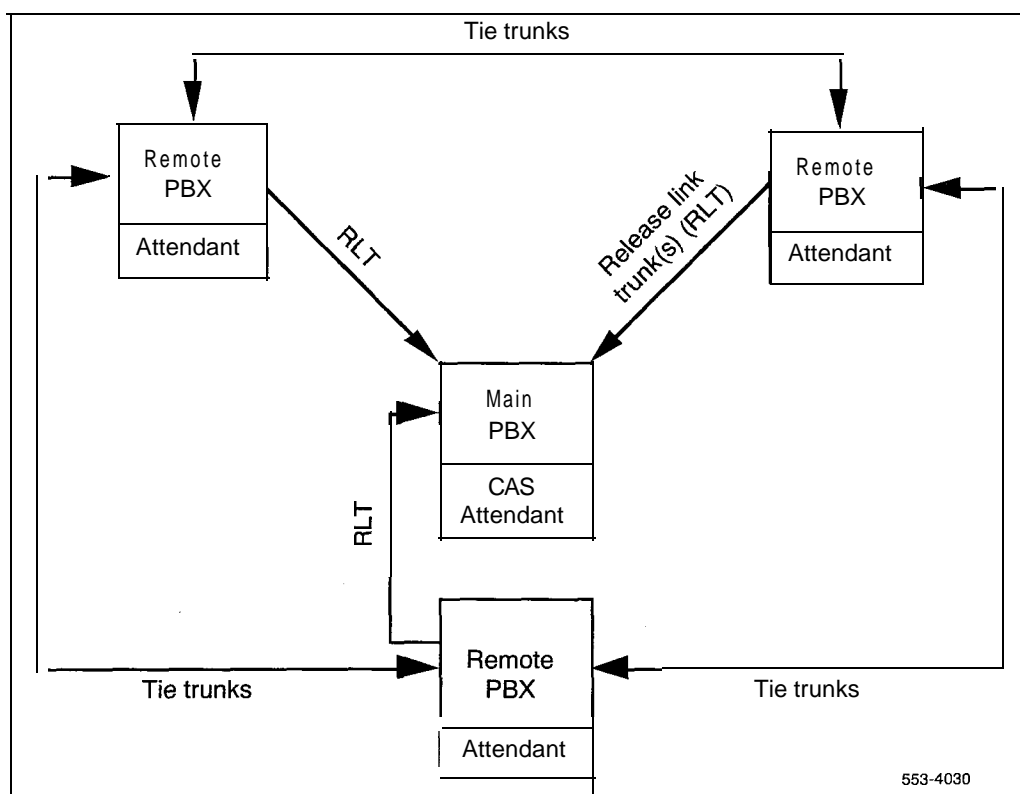 Tie trunks
Remote
PBX
Attendant
Remote
PBX
Attendant
RLT
Release link
trunk(s) (RLT)
Main
PBX
CAS
Attendant
RLT
Remote
PBX
Attendant
Tie trunks
Tie trunks
553-4030